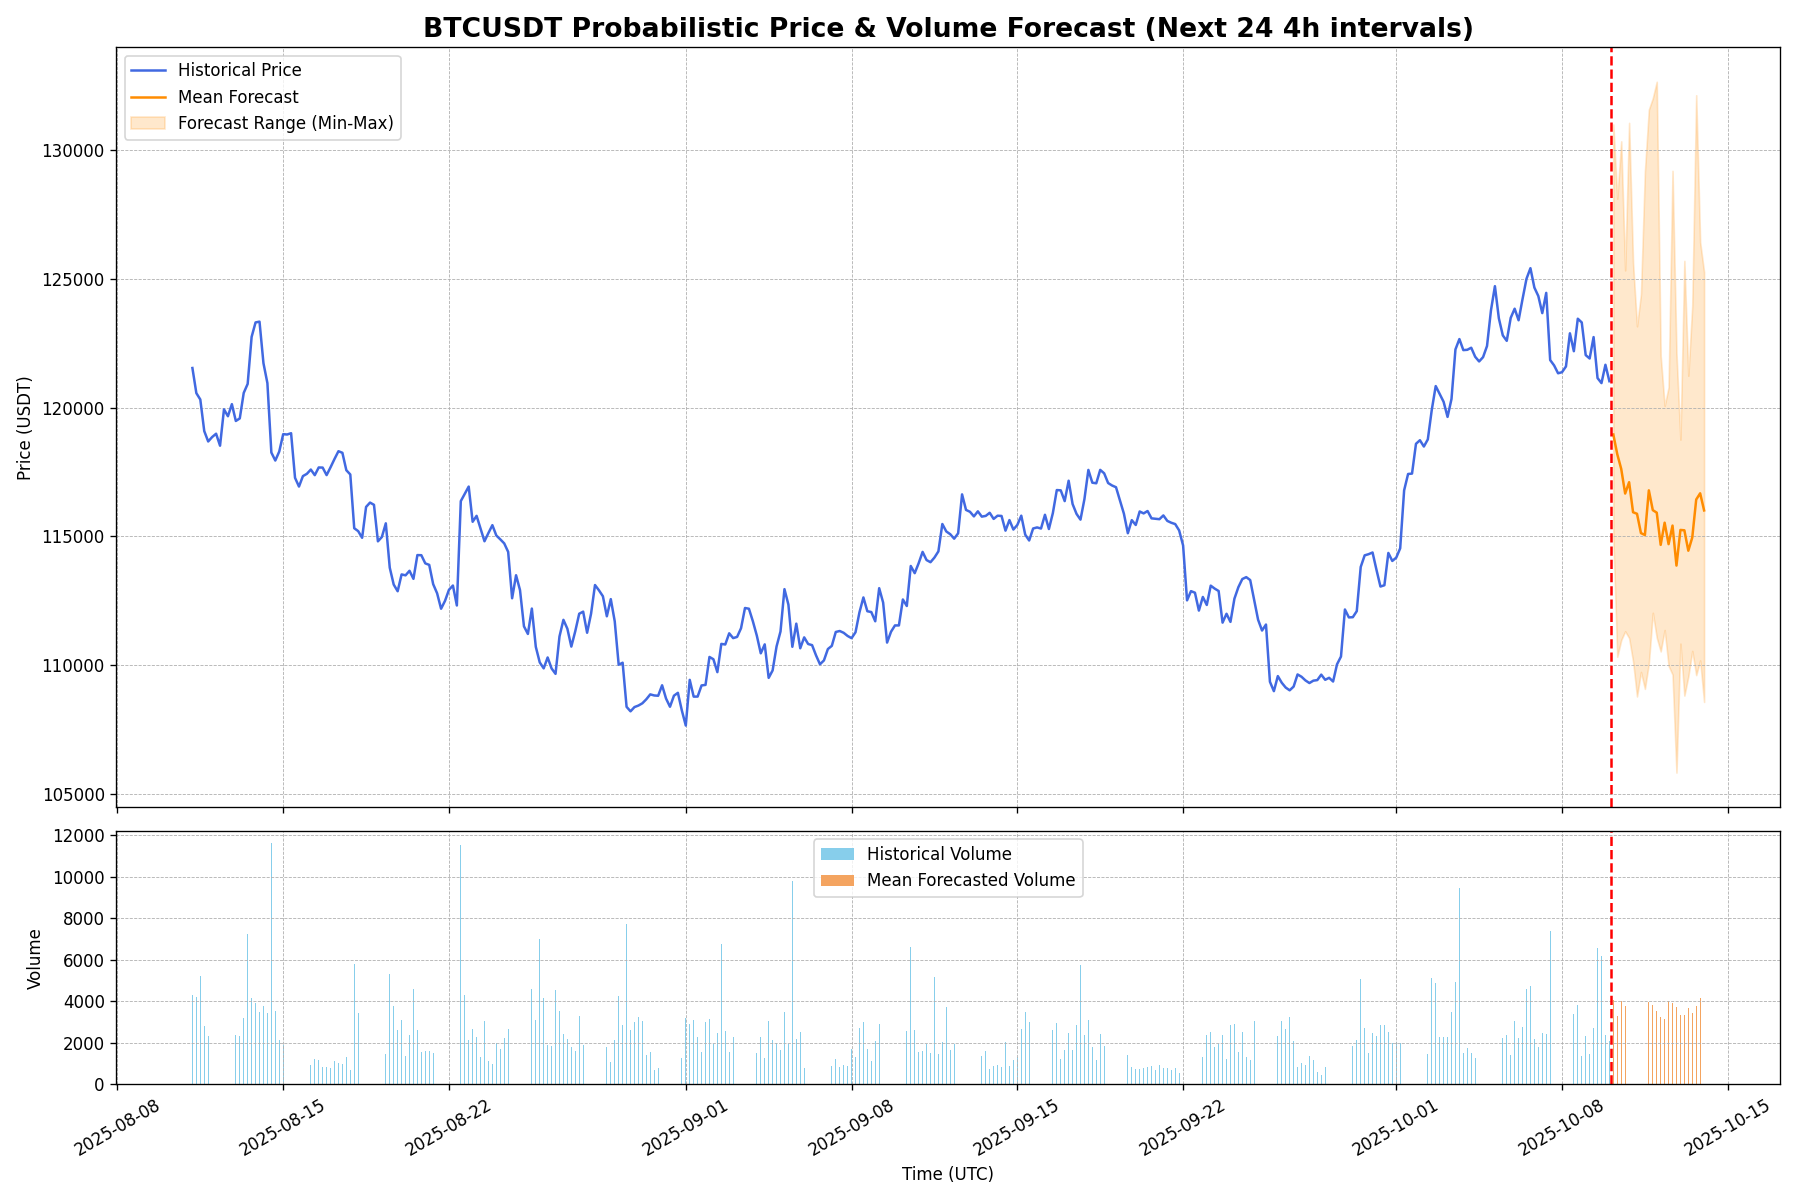 BTCUSDT Probabilistic Price & Volume Forecast (Next 24 4h intervals)
Historical Price
Mean Forecast
Forecast Range (Min-Max)
Price (USDT)
130000
125000
120000
115000
110000
105000
Historical Volume
Mean Forecasted Volume
Volume
12000
10000
8000
6000
4000
2000
0
2025-08-08
2025-08-15
2025-08-22
2025-09-01
2025-09-08
2025-09-15
2025-09-22
2025-10-01
2025-10-08
2025-10-15
Time (UTC)